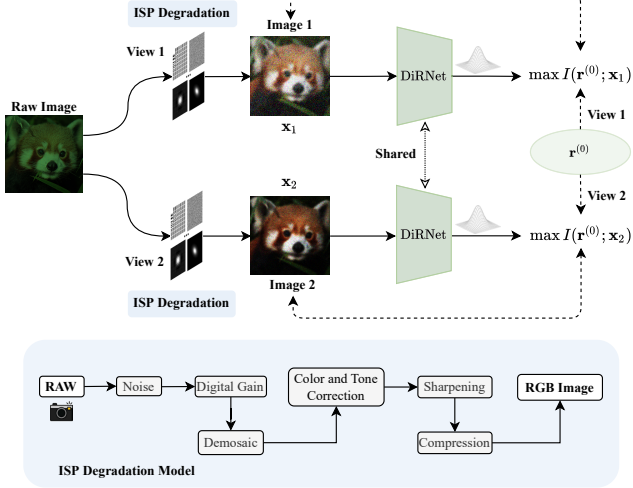 ISP Degradation
Image 1
View 1
Raw Image
x₁
DiRNet
max I(r⁽⁰⁾; x₁)
View 1
Shared
r⁽⁰⁾
View 2
x₂
DiRNet
max I(r⁽⁰⁾; x₂)
View 2
Image 2
ISP Degradation
RAW
Noise
Digital Gain
Color and Tone
Correction
Sharpening
RGB Image
Demosaic
Compression
ISP Degradation Model